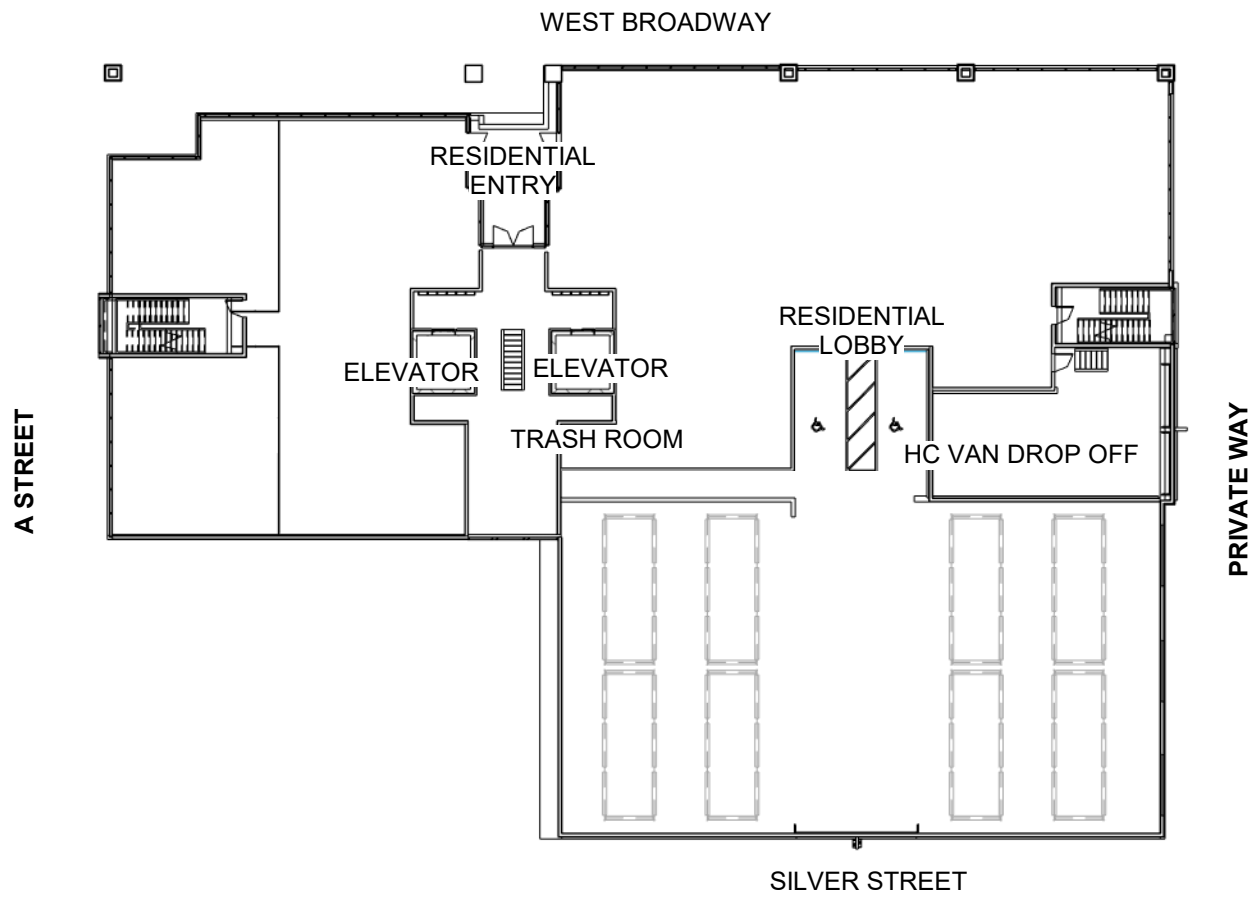 WEST BROADWAY
RESIDENTIAL
ENTRY
RESIDENTIAL
LOBBY
ELEVATOR
ELEVATOR
TRASH ROOM
HC VAN DROP OFF
A STREET
PRIVATE WAY
SILVER STREET